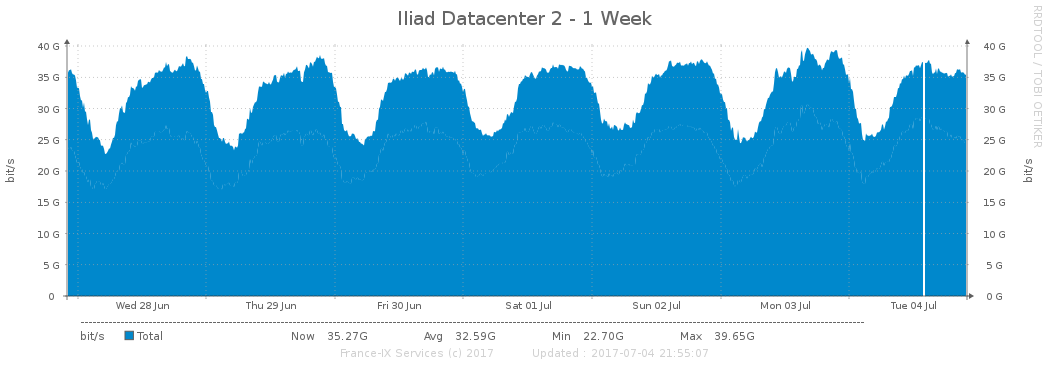 Iliad Datacenter 2 - 1 Week
RRDTOOL / TOBI OETIKER
bit/s
40 G 40 G
35 G 35 G
30 G 30 G
25 G 25 G
20 G 20 G
15 G 15 G
10 G 10 G
5 G 5 G
0 0 G
bit/s
Wed 28 Jun Thu 29 Jun Fri 30 Jun Sat 01 Jul Sun 02 Jul Mon 03 Jul Tue 04 Jul
bit/s Total Now 35.27G Avg 32.59G Min 22.70G Max 39.65G
France-IX Services (c) 2017 Updated : 2017-07-04 21:55:07